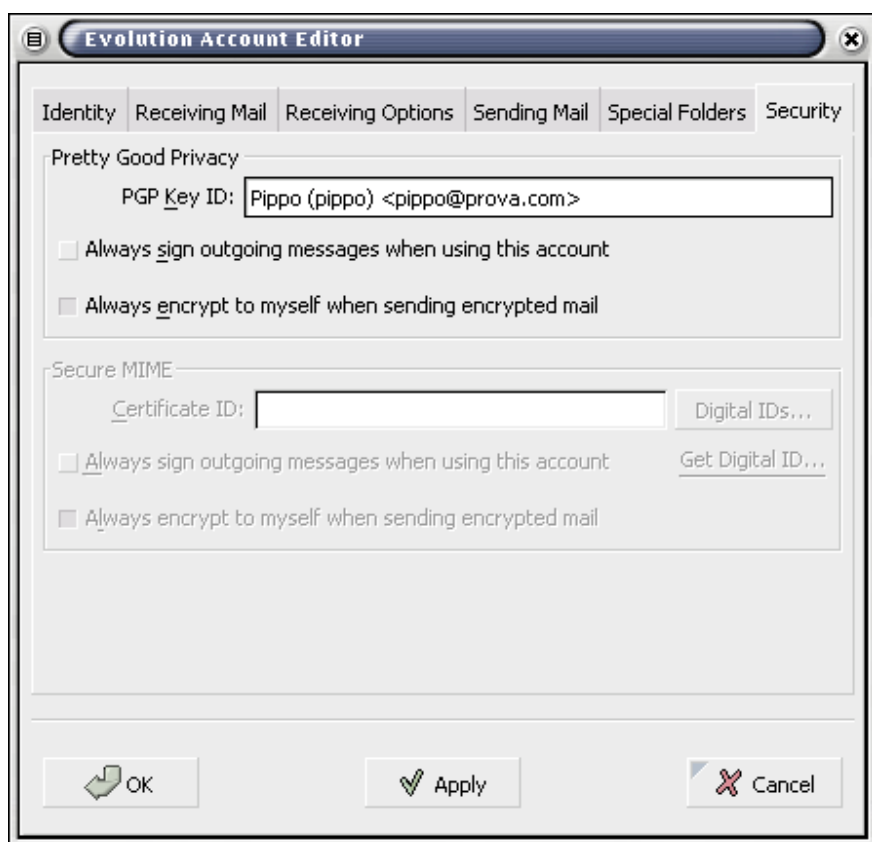 Evolution Account Editor
Identity Receiving Mail Receiving Options Sending Mail Special Folders Security
Pretty Good Privacy
PGP Key ID: Pippo (pippo) <pippo@prova.com>
Always sign outgoing messages when using this account
Always encrypt to myself when sending encrypted mail
Secure MIME
Certificate ID: Digital IDs...
Always sign outgoing messages when using this account Get Digital ID...
Always encrypt to myself when sending encrypted mail
OK Apply Cancel